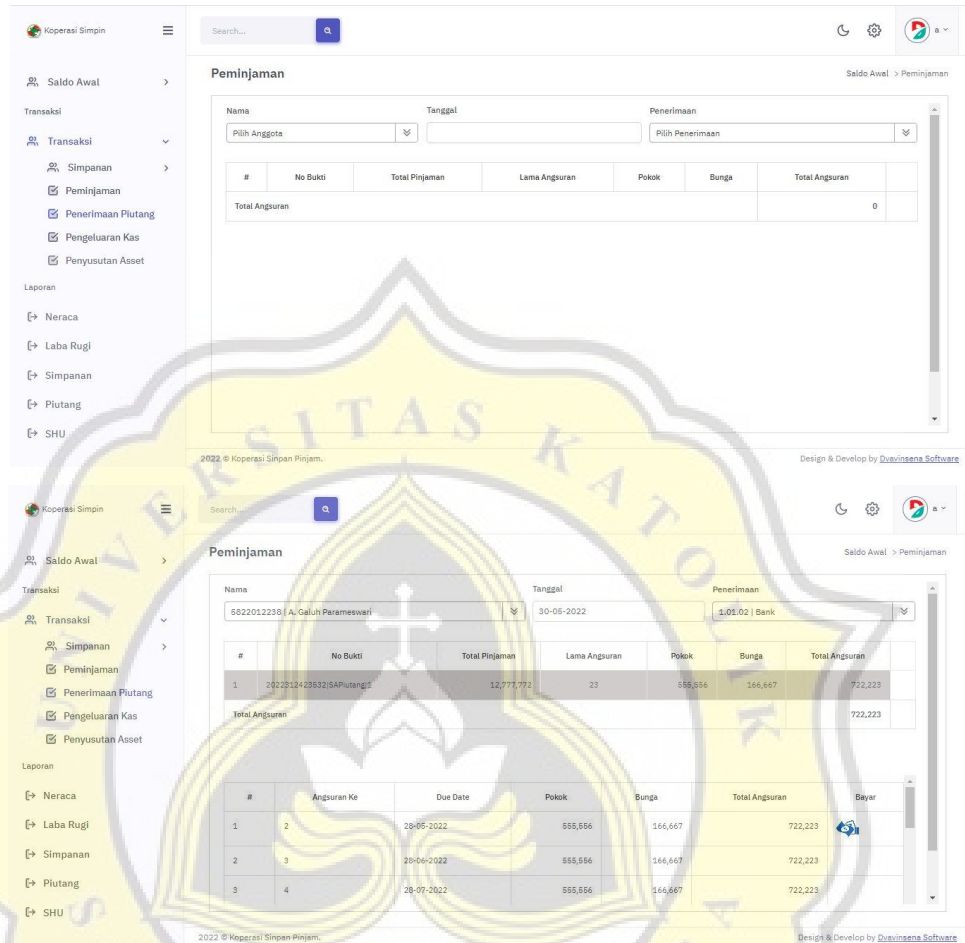 Koperasi Simpin
Search...
a
Peminjaman
Saldo Awal > Peminjaman
Saldo Awal
Transaksi
Transaksi
Simpanan
Peminjaman
Penerimaan Piutang
Pengeluaran Kas
Penyusutan Asset
Laporan
Neraca
Laba Rugi
Simpanan
Piutang
SHU
Nama Tanggal Penerimaan
Pilih Anggota Pilih Penerimaan
# No Bukti Total Pinjaman Lama Angsuran Pokok Bunga Total Angsuran
Total Angsuran 0
2022 © Koperasi Sinpan Pinjam. Design & Develop by Dvavinsena Software
Koperasi Simpin
Search...
a
Peminjaman
Saldo Awal > Peminjaman
Saldo Awal
Transaksi
Transaksi
Simpanan
Peminjaman
Penerimaan Piutang
Pengeluaran Kas
Penyusutan Asset
Laporan
Neraca
Laba Rugi
Simpanan
Piutang
SHU
Nama Tanggal Penerimaan
5822012238 | A. Galuh Parameswari 30-05-2022 1.01.02 | Bank
# No Bukti Total Pinjaman Lama Angsuran Pokok Bunga Total Angsuran
1 2022312423532|SAPiutang|1 12,777,772 23 555,556 166,667 722,223
Total Angsuran 722,223
# Angsuran Ke Due Date Pokok Bunga Total Angsuran Bayar
1 2 28-05-2022 555,556 166,667 722,223
2 3 28-06-2022 555,556 166,667 722,223
3 4 28-07-2022 555,556 166,667 722,223
2022 © Koperasi Sinpan Pinjam. Design & Develop by Dvavinsena Software
UNIVERSITAS KATOLIK